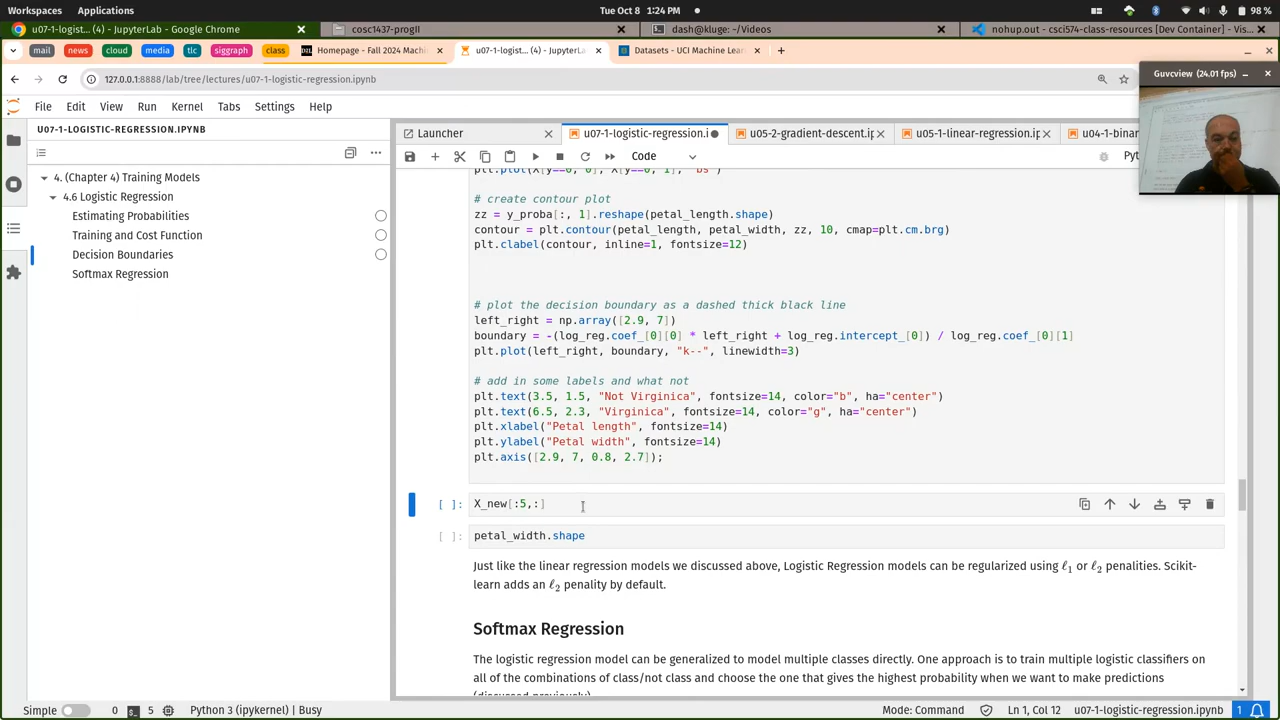 Workspaces Applications Tue Oct 8 1:24 PM 98 %
u07-1-logist... (4) - JupyterLab - Google Chrome cosc1437-progII dash@kluge: ~/Videos nohup.out - csci574-class-resources [Dev Container] - Vis...
mail news cloud media tlc siggraph class Homepage - Fall 2024 Machi u07-1-logist... (4) - JupyterLa Datasets - UCI Machine Lear
127.0.0.1:8888/lab/tree/lectures/u07-1-logistic-regression.ipynb
Guvcview (24.01 fps)
File Edit View Run Kernel Tabs Settings Help
U07-1-LOGISTIC-REGRESSION.IPYNB
Launcher u07-1-logistic-regression.i u05-2-gradient-descent.ip u05-1-linear-regression.ip u04-1-binar
Code Pyt
4. (Chapter 4) Training Models
4.6 Logistic Regression
Estimating Probabilities
Training and Cost Function
Decision Boundaries
Softmax Regression
plt.plot(X[y==0, 0], X[y==0, 1], "bs")
# create contour plot
zz = y_proba[:, 1].reshape(petal_length.shape)
contour = plt.contour(petal_length, petal_width, zz, 10, cmap=plt.cm.brg)
plt.clabel(contour, inline=1, fontsize=12)
# plot the decision boundary as a dashed thick black line
left_right = np.array([2.9, 7])
boundary = -(log_reg.coef_[0][0] * left_right + log_reg.intercept_[0]) / log_reg.coef_[0][1]
plt.plot(left_right, boundary, "k--", linewidth=3)
# add in some labels and what not
plt.text(3.5, 1.5, "Not Virginica", fontsize=14, color="b", ha="center")
plt.text(6.5, 2.3, "Virginica", fontsize=14, color="g", ha="center")
plt.xlabel("Petal length", fontsize=14)
plt.ylabel("Petal width", fontsize=14)
plt.axis([2.9, 7, 0.8, 2.7]);
[ ]: X_new[:5,:]
[ ]: petal_width.shape
Just like the linear regression models we discussed above, Logistic Regression models can be regularized using ℓ1 or ℓ2 penalities. Scikit-
learn adds an ℓ2 penality by default.
Softmax Regression
The logistic regression model can be generalized to model multiple classes directly. One approach is to train multiple logistic classifiers on
all of the combinations of class/not class and choose the one that gives the highest probability when we want to make predictions
(discussed previously)
Simple 0 5 Python 3 (ipykernel) | Busy Mode: Command Ln 1, Col 12 u07-1-logistic-regression.ipynb 1